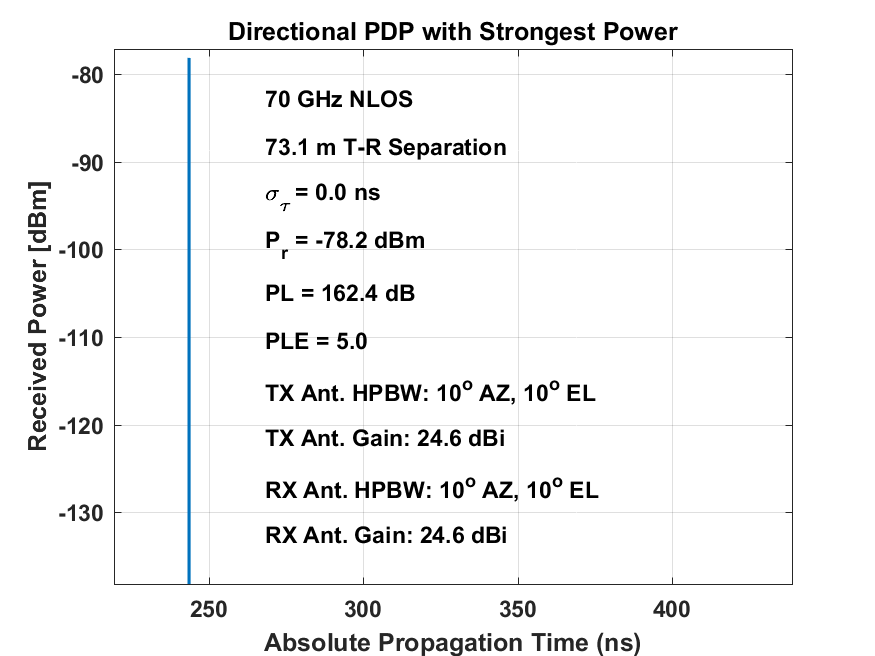 Directional PDP with Strongest Power
Received Power [dBm]
-80
-90
-100
-110
-120
-130
70 GHz NLOS
73.1 m T-R Separation
σ_τ = 0.0 ns
P_r = -78.2 dBm
PL = 162.4 dB
PLE = 5.0
TX Ant. HPBW: 10° AZ, 10° EL
TX Ant. Gain: 24.6 dBi
RX Ant. HPBW: 10° AZ, 10° EL
RX Ant. Gain: 24.6 dBi
250 300 350 400
Absolute Propagation Time (ns)